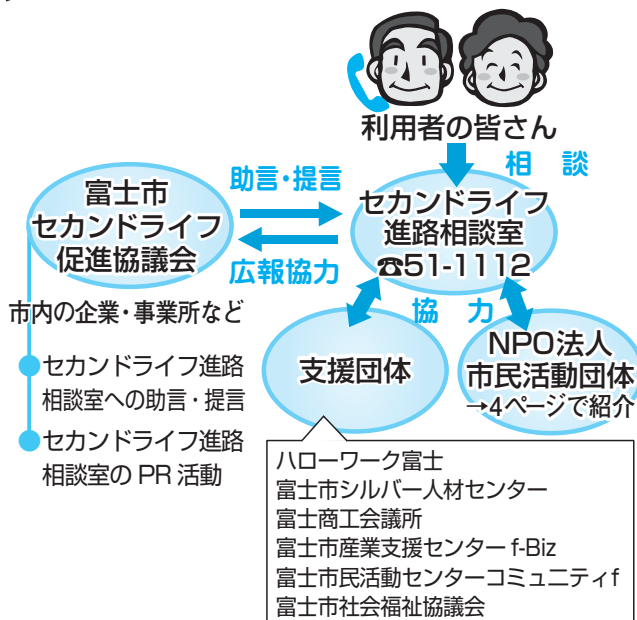 利用者の皆さん
相 談
助言・提言
富士市
セカンドライフ
促進協議会
セカンドライフ
進路相談室
☎51-1112
広報協力
市内の企業・事業所など
協 力
セカンドライフ進路
相談室への助言・提言
セカンドライフ進路
相談室の PR 活動
支援団体
NPO法人
市民活動団体
→4ページで紹介
ハローワーク富士
富士市シルバー人材センター
富士商工会議所
富士市産業支援センター f-Biz
富士市民活動センターコミュニティf
富士市社会福祉協議会